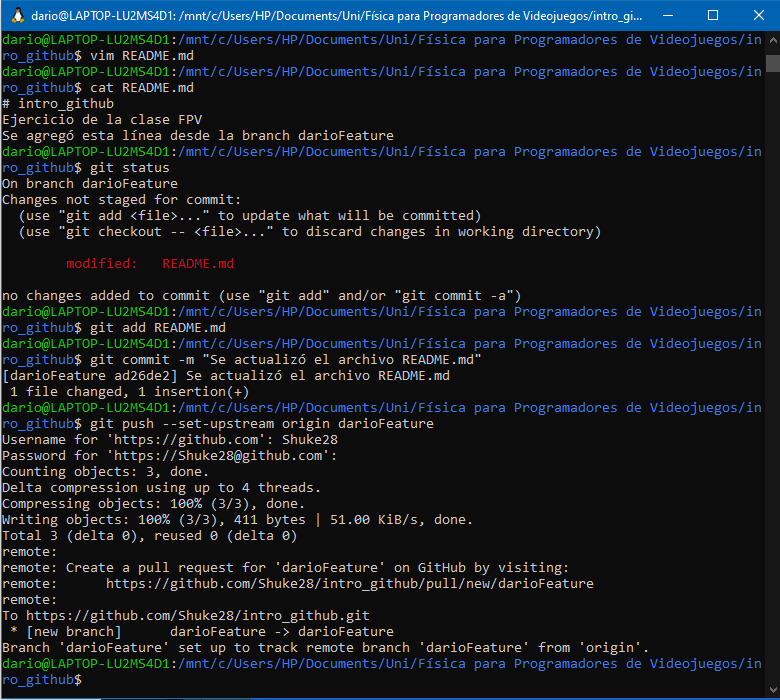 dario@LAPTOP-LU2MS4D1: /mnt/c/Users/HP/Documents/Uni/Física para Programadores de Videojuegos/intro_gi...
dario@LAPTOP-LU2MS4D1:/mnt/c/Users/HP/Documents/Uni/Física para Programadores de Videojuegos/in
ro_github$ vim README.md
dario@LAPTOP-LU2MS4D1:/mnt/c/Users/HP/Documents/Uni/Física para Programadores de Videojuegos/in
ro_github$ cat README.md
# intro_github
Ejercicio de la clase FPV
Se agregó esta línea desde la branch darioFeature
dario@LAPTOP-LU2MS4D1:/mnt/c/Users/HP/Documents/Uni/Física para Programadores de Videojuegos/in
ro_github$ git status
On branch darioFeature
Changes not staged for commit:
  (use "git add <file>..." to update what will be committed)
  (use "git checkout -- <file>..." to discard changes in working directory)
        modified:   README.md
no changes added to commit (use "git add" and/or "git commit -a")
dario@LAPTOP-LU2MS4D1:/mnt/c/Users/HP/Documents/Uni/Física para Programadores de Videojuegos/in
ro_github$ git add README.md
dario@LAPTOP-LU2MS4D1:/mnt/c/Users/HP/Documents/Uni/Física para Programadores de Videojuegos/in
ro_github$ git commit -m "Se actualizó el archivo README.md"
[darioFeature ad26de2] Se actualizó el archivo README.md
 1 file changed, 1 insertion(+)
dario@LAPTOP-LU2MS4D1:/mnt/c/Users/HP/Documents/Uni/Física para Programadores de Videojuegos/in
ro_github$ git push --set-upstream origin darioFeature
Username for 'https://github.com': Shuke28
Password for 'https://Shuke28@github.com':
Counting objects: 3, done.
Delta compression using up to 4 threads.
Compressing objects: 100% (3/3), done.
Writing objects: 100% (3/3), 411 bytes | 51.00 KiB/s, done.
Total 3 (delta 0), reused 0 (delta 0)
remote:
remote: Create a pull request for 'darioFeature' on GitHub by visiting:
remote:      https://github.com/Shuke28/intro_github/pull/new/darioFeature
remote:
To https://github.com/Shuke28/intro_github.git
 * [new branch]      darioFeature -> darioFeature
Branch 'darioFeature' set up to track remote branch 'darioFeature' from 'origin'.
dario@LAPTOP-LU2MS4D1:/mnt/c/Users/HP/Documents/Uni/Física para Programadores de Videojuegos/in
ro_github$